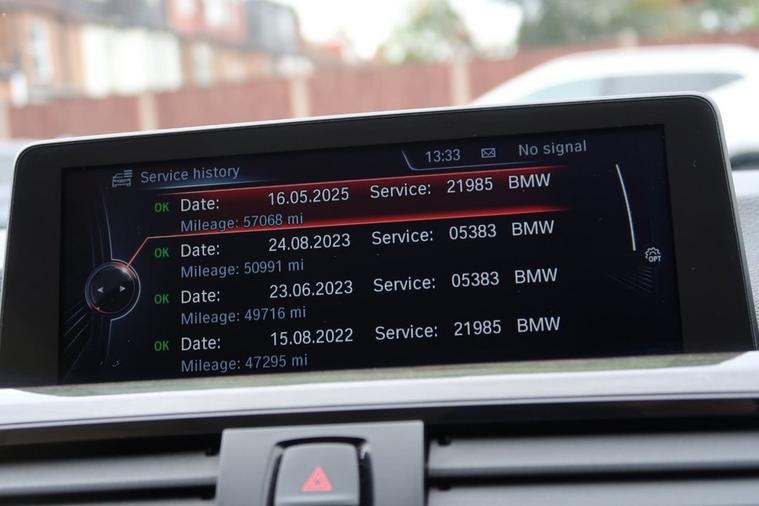 13:33 No signal
Service history
OK Date: 16.05.2025 Service: 21985 BMW
Mileage: 57068 mi
OK Date: 24.08.2023 Service: 05383 BMW
Mileage: 50991 mi
OK Date: 23.06.2023 Service: 05383 BMW
Mileage: 49716 mi
OK Date: 15.08.2022 Service: 21985 BMW
Mileage: 47295 mi
OPT